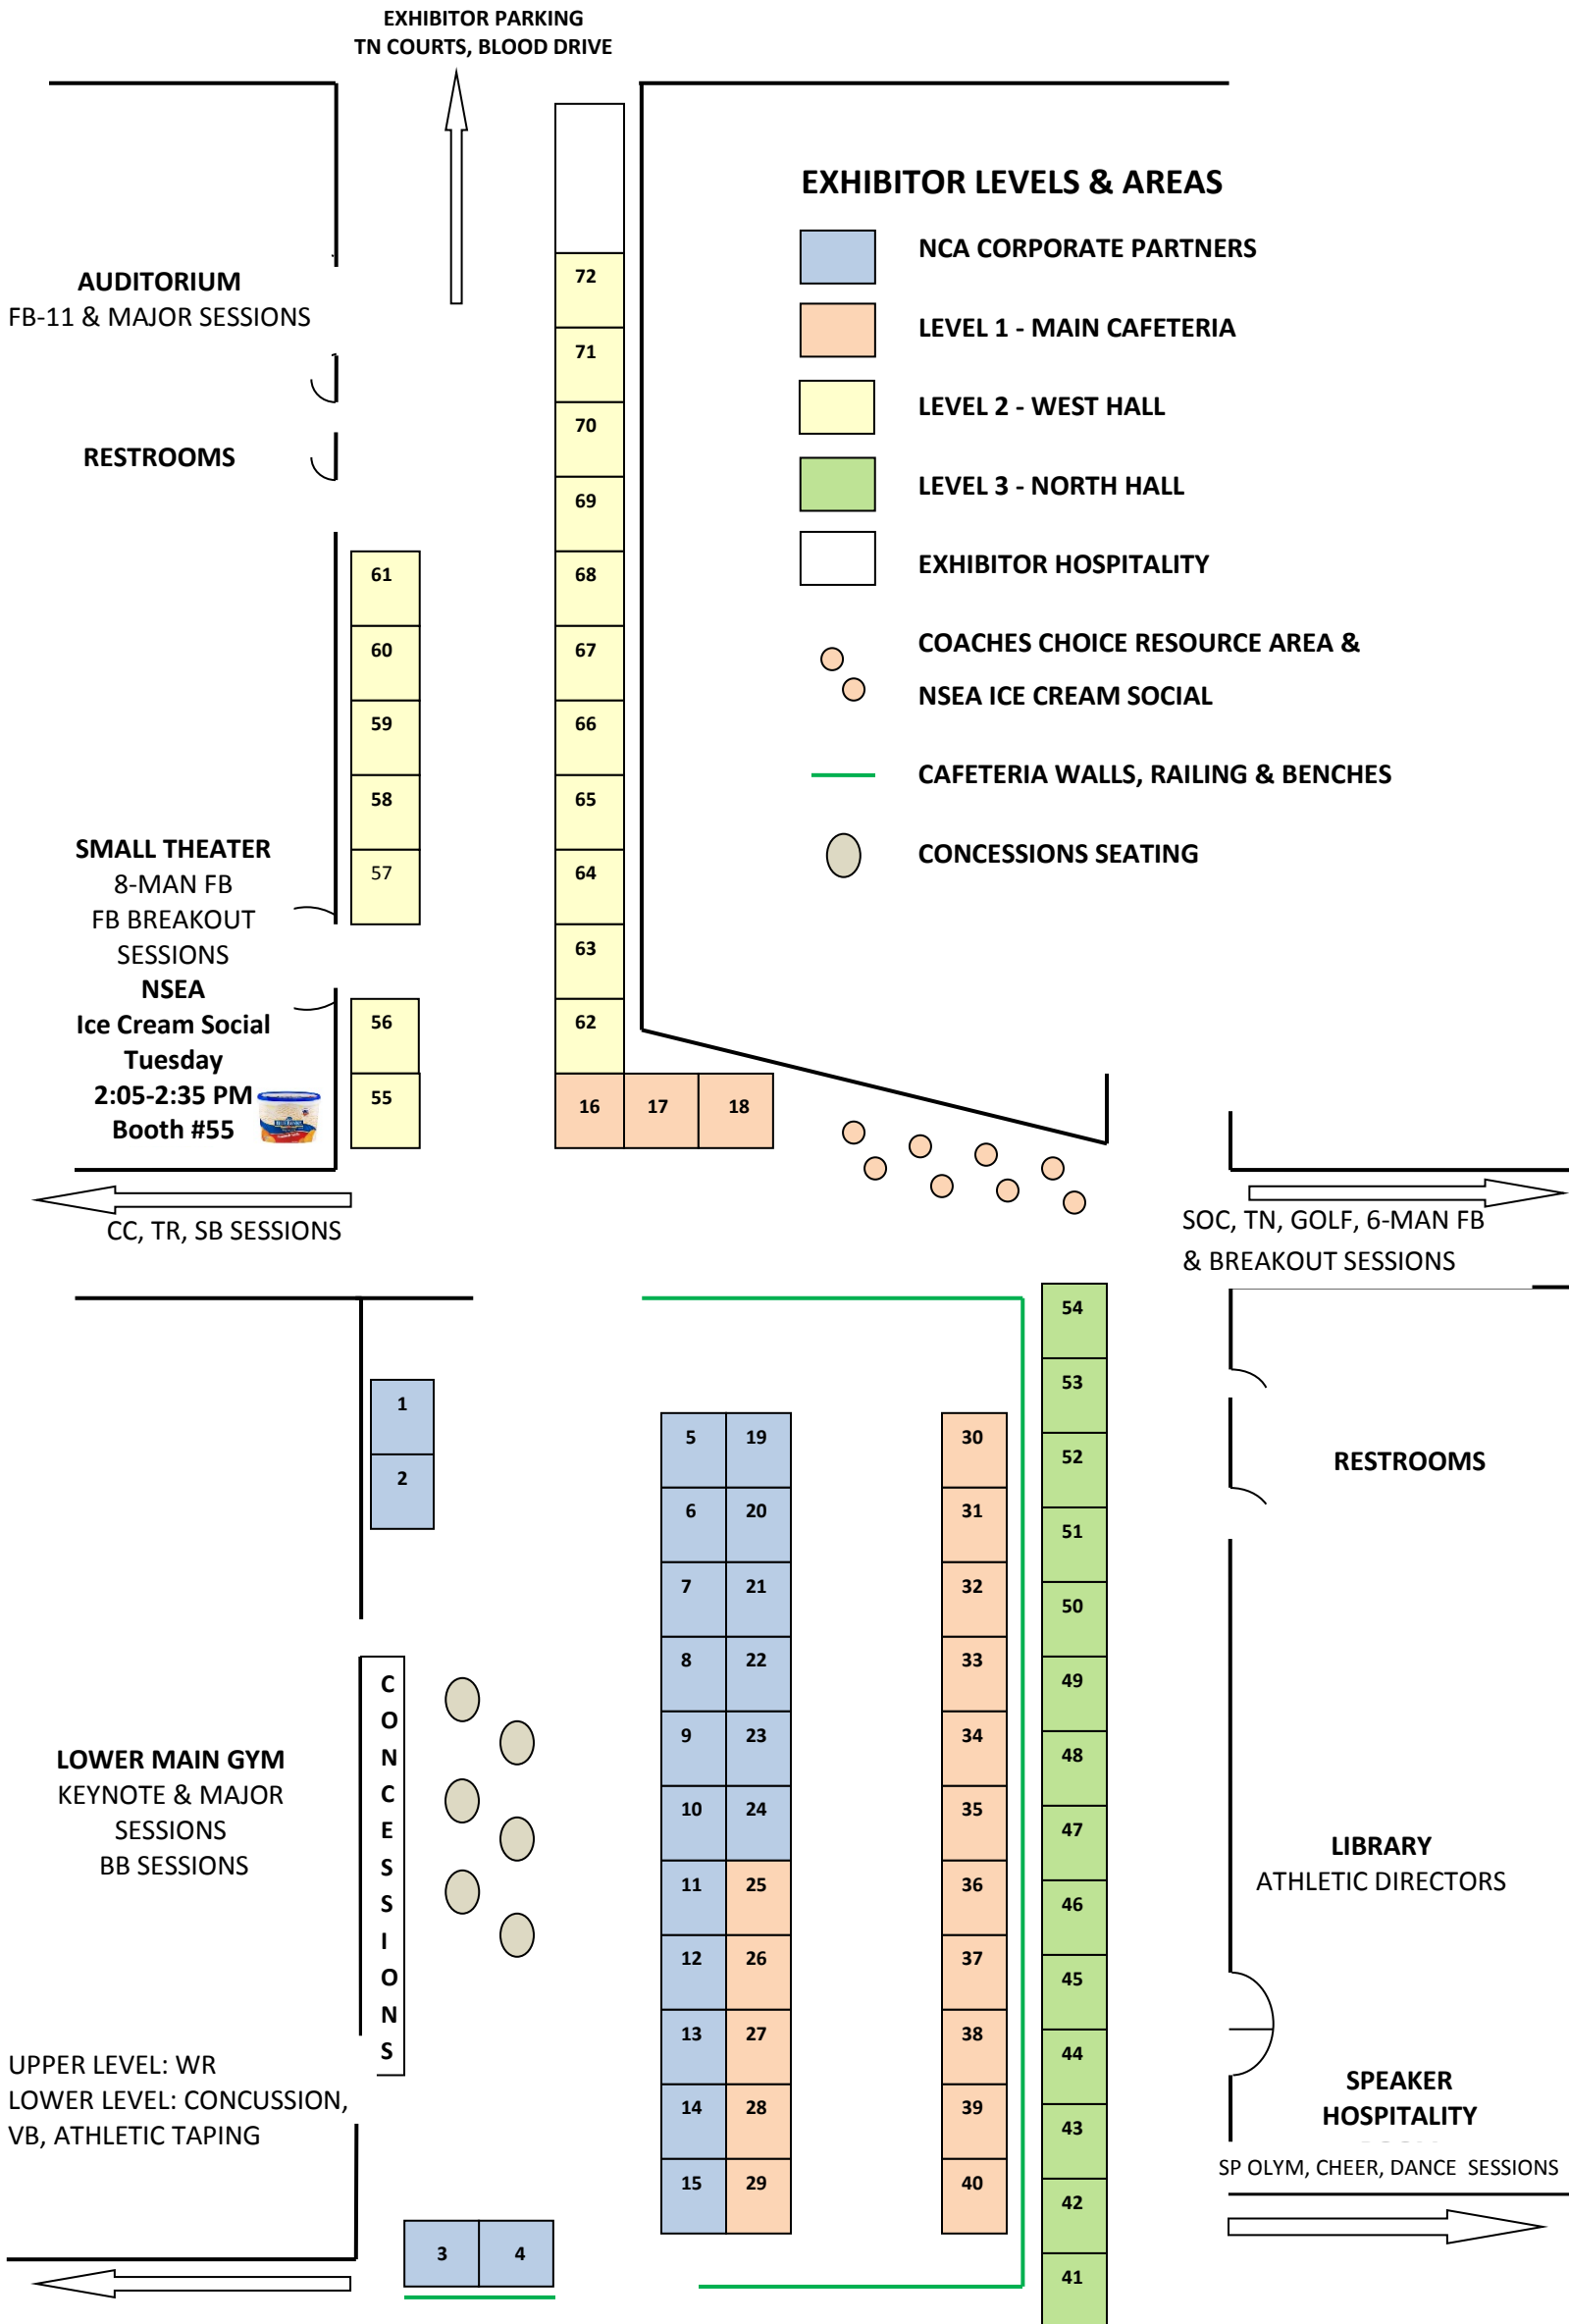 EXHIBITOR PARKING
TN COURTS, BLOOD DRIVE
EXHIBITOR LEVELS & AREAS
NCA CORPORATE PARTNERS
LEVEL 1 - MAIN CAFETERIA
LEVEL 2 - WEST HALL
LEVEL 3 - NORTH HALL
EXHIBITOR HOSPITALITY
COACHES CHOICE RESOURCE AREA &
NSEA ICE CREAM SOCIAL
CAFETERIA WALLS, RAILING & BENCHES
CONCESSIONS SEATING
AUDITORIUM
FB-11 & MAJOR SESSIONS
RESTROOMS
72
71
70
69
68
67
66
65
64
63
62
61
60
59
58
57
56
55
SMALL THEATER
8-MAN FB
FB BREAKOUT
SESSIONS
NSEA
Ice Cream Social
Tuesday
2:05-2:35 PM
Booth #55
16 17 18
CC, TR, SB SESSIONS
SOC, TN, GOLF, 6-MAN FB
& BREAKOUT SESSIONS
1
2
5 19
6 20
7 21
8 22
9 23
10 24
11 25
12 26
13 27
14 28
15 29
30
31
32
33
34
35
36
37
38
39
40
54
53
52
51
50
49
48
47
46
45
44
43
42
41
RESTROOMS
CONCESSIONS
LOWER MAIN GYM
KEYNOTE & MAJOR
SESSIONS
BB SESSIONS
LIBRARY
ATHLETIC DIRECTORS
UPPER LEVEL: WR
LOWER LEVEL: CONCUSSION,
VB, ATHLETIC TAPING
SPEAKER
HOSPITALITY
SP OLYM, CHEER, DANCE SESSIONS
3 4